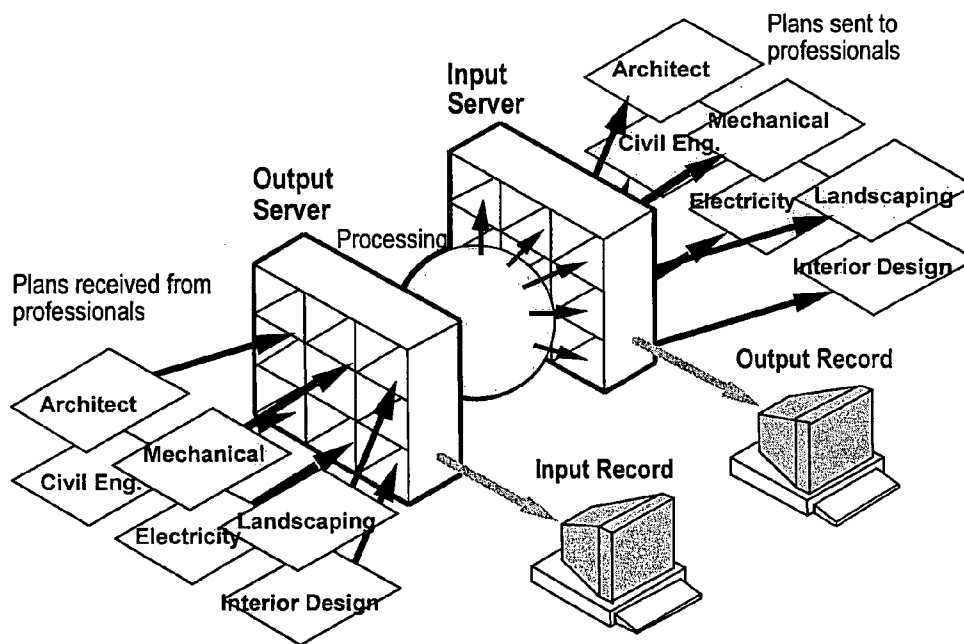 Plans sent to
professionals
Architect
Input
Server
Mechanical
Civil Eng.
Output
Server
Electricity
Landscaping
Processing
Interior Design
Plans received from
professionals
Output Record
Architect
Mechanical
Input Record
Civil Eng.
Landscaping
Electricity
Interior Design